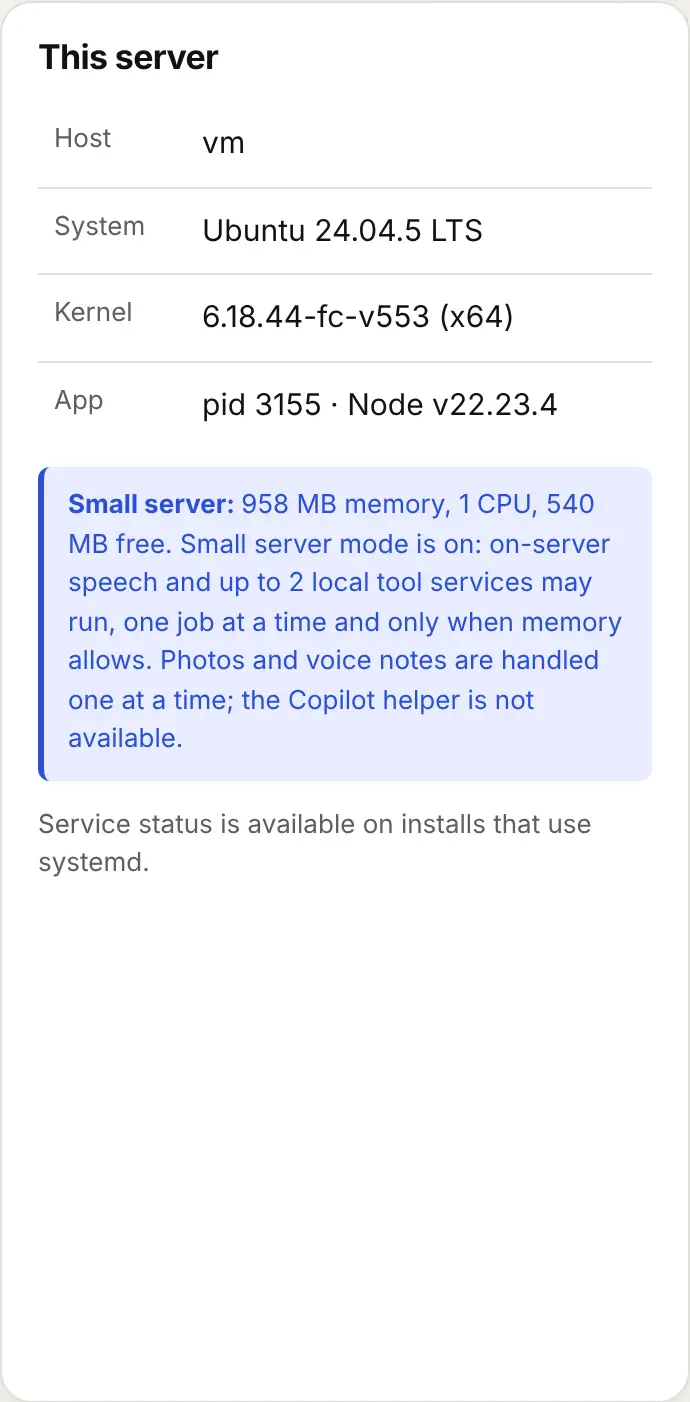 This server
Host
vm
System
Ubuntu 24.04.5 LTS
Kernel
6.18.44-fc-v553 (x64)
App
pid 3155 · Node v22.23.4
Small server: 958 MB memory, 1 CPU, 540
MB free. Small server mode is on: on-server
speech and up to 2 local tool services may
run, one job at a time and only when memory
allows. Photos and voice notes are handled
one at a time; the Copilot helper is not
available.
Service status is available on installs that use
systemd.